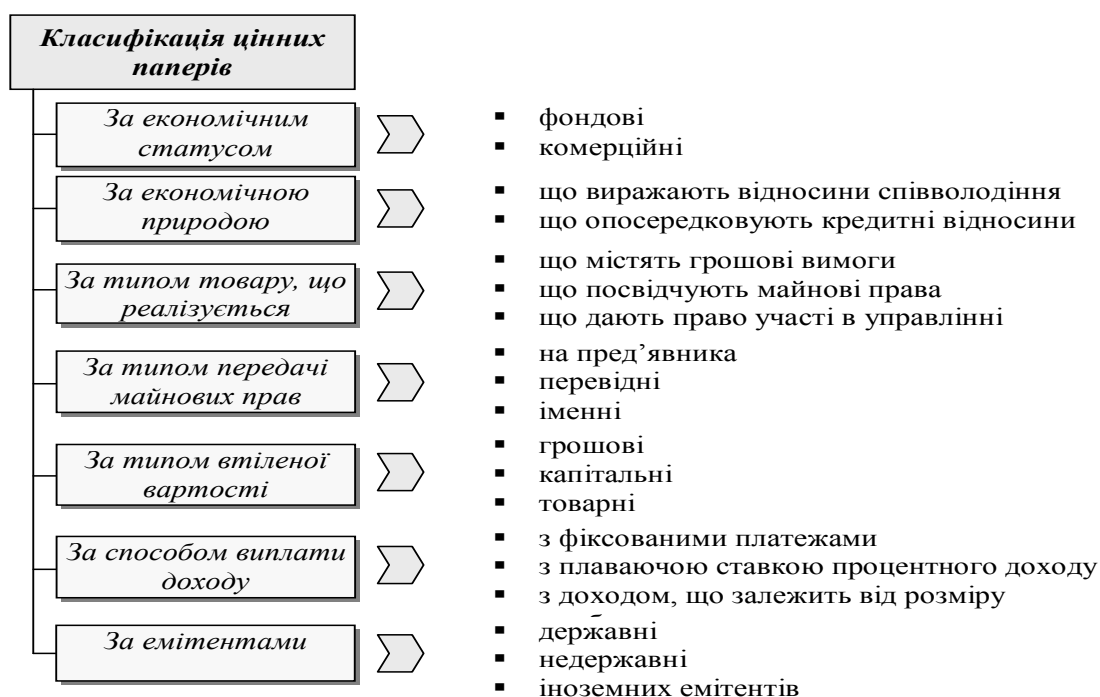 Класифікація цінних
паперів
За економічним
статусом
▪ фондові
▪ комерційні
За економічною
природою
▪ що виражають відносини співволодіння
▪ що опосередковують кредитні відносини
За типом товару, що
реалізується
▪ що містять грошові вимоги
▪ що посвідчують майнові права
▪ що дають право участі в управлінні
За типом передачі
майнових прав
▪ на пред’явника
▪ перевідні
▪ іменні
За типом втіленої
вартості
▪ грошові
▪ капітальні
▪ товарні
За способом виплати
доходу
▪ з фіксованими платежами
▪ з плаваючою ставкою процентного доходу
▪ з доходом, що залежить від розміру
За емітентами
▪ державні
▪ недержавні
▪ іноземних емітентів